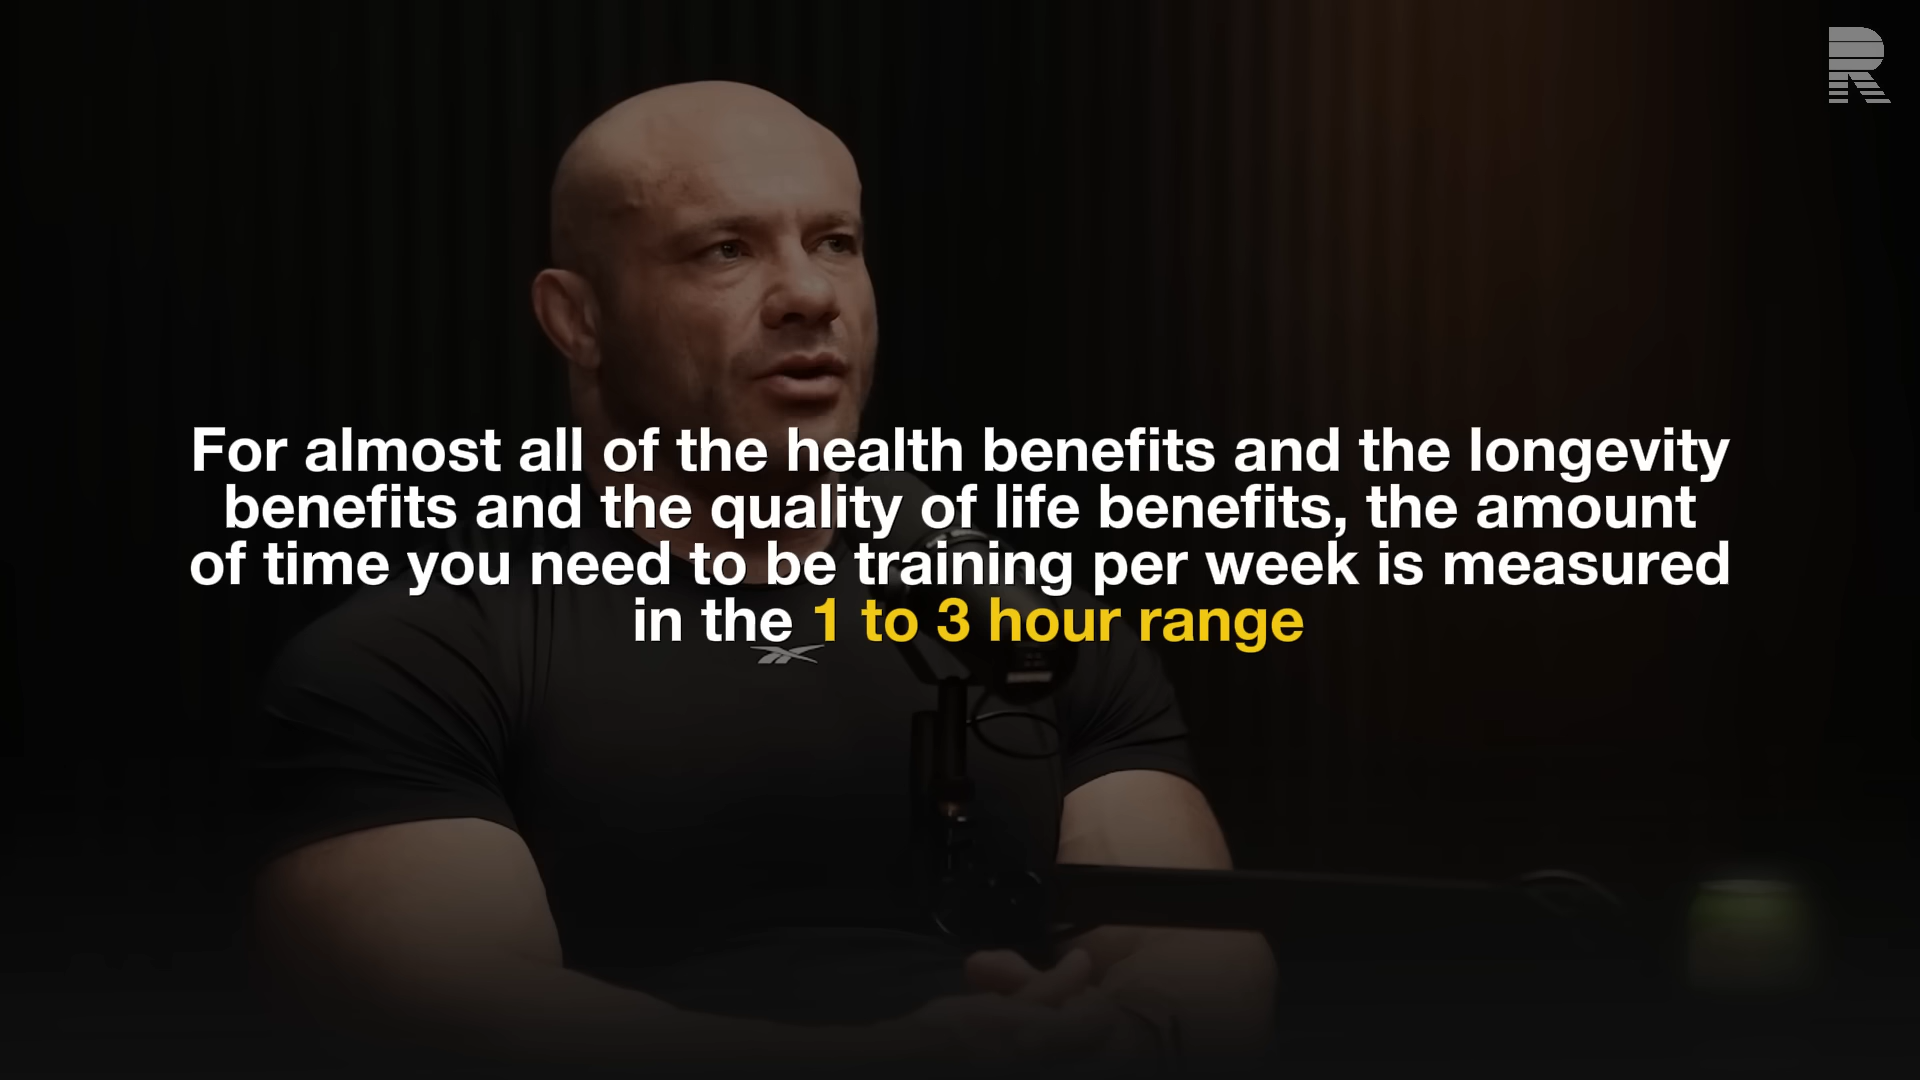 R
For almost all of the health benefits and the longevity
benefits and the quality of life benefits, the amount
of time you need to be training per week is measured
in the 1 to 3 hour range